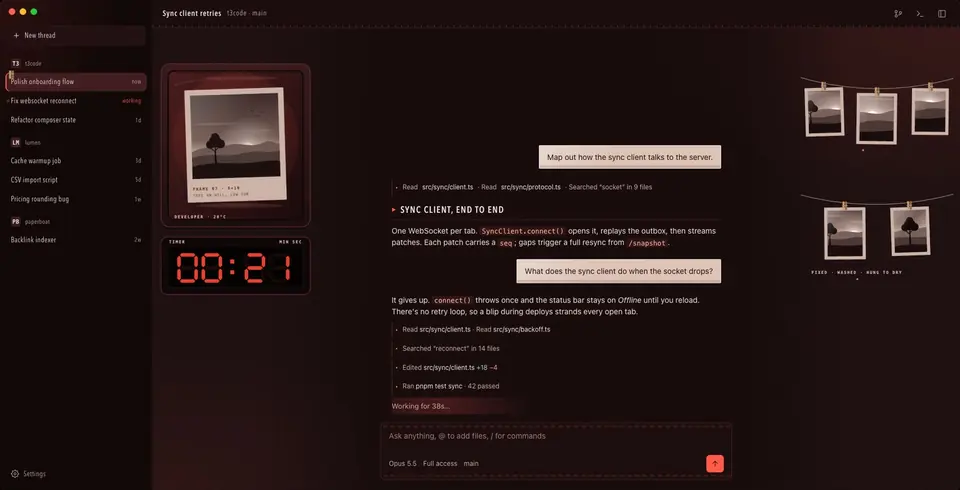 Sync client retries t3code · main
+ New thread
T3 t3code
Polish onboarding flow now
Fix websocket reconnect working
Refactor composer state 1d
LM lumen
Cache warmup job 3d
CSV import script 5d
Pricing rounding bug 1w
PB paperboat
Backlink indexer 2w
Settings
FRAME 07 · 4×10
TREE ON HILL, LOW SUN
DEVELOPER · 20°C
TIMER MIN SEC
00:21
Map out how the sync client talks to the server.
· Read src/sync/client.ts · Read src/sync/protocol.ts · Searched "socket" in 9 files
SYNC CLIENT, END TO END
One WebSocket per tab. SyncClient.connect() opens it, replays the outbox, then streams
patches. Each patch carries a seq; gaps trigger a full resync from /snapshot.
What does the sync client do when the socket drops?
It gives up. connect() throws once and the status bar stays on Offline until you reload.
There's no retry loop, so a blip during deploys strands every open tab.
· Read src/sync/client.ts · Read src/sync/backoff.ts
· Searched "reconnect" in 14 files
· Edited src/sync/client.ts +18 −4
· Ran pnpm test sync · 42 passed
Working for 38s...
Ask anything, @ to add files, / for commands
Opus 5.5 Full access main
FIXED · WASHED · HUNG TO DRY